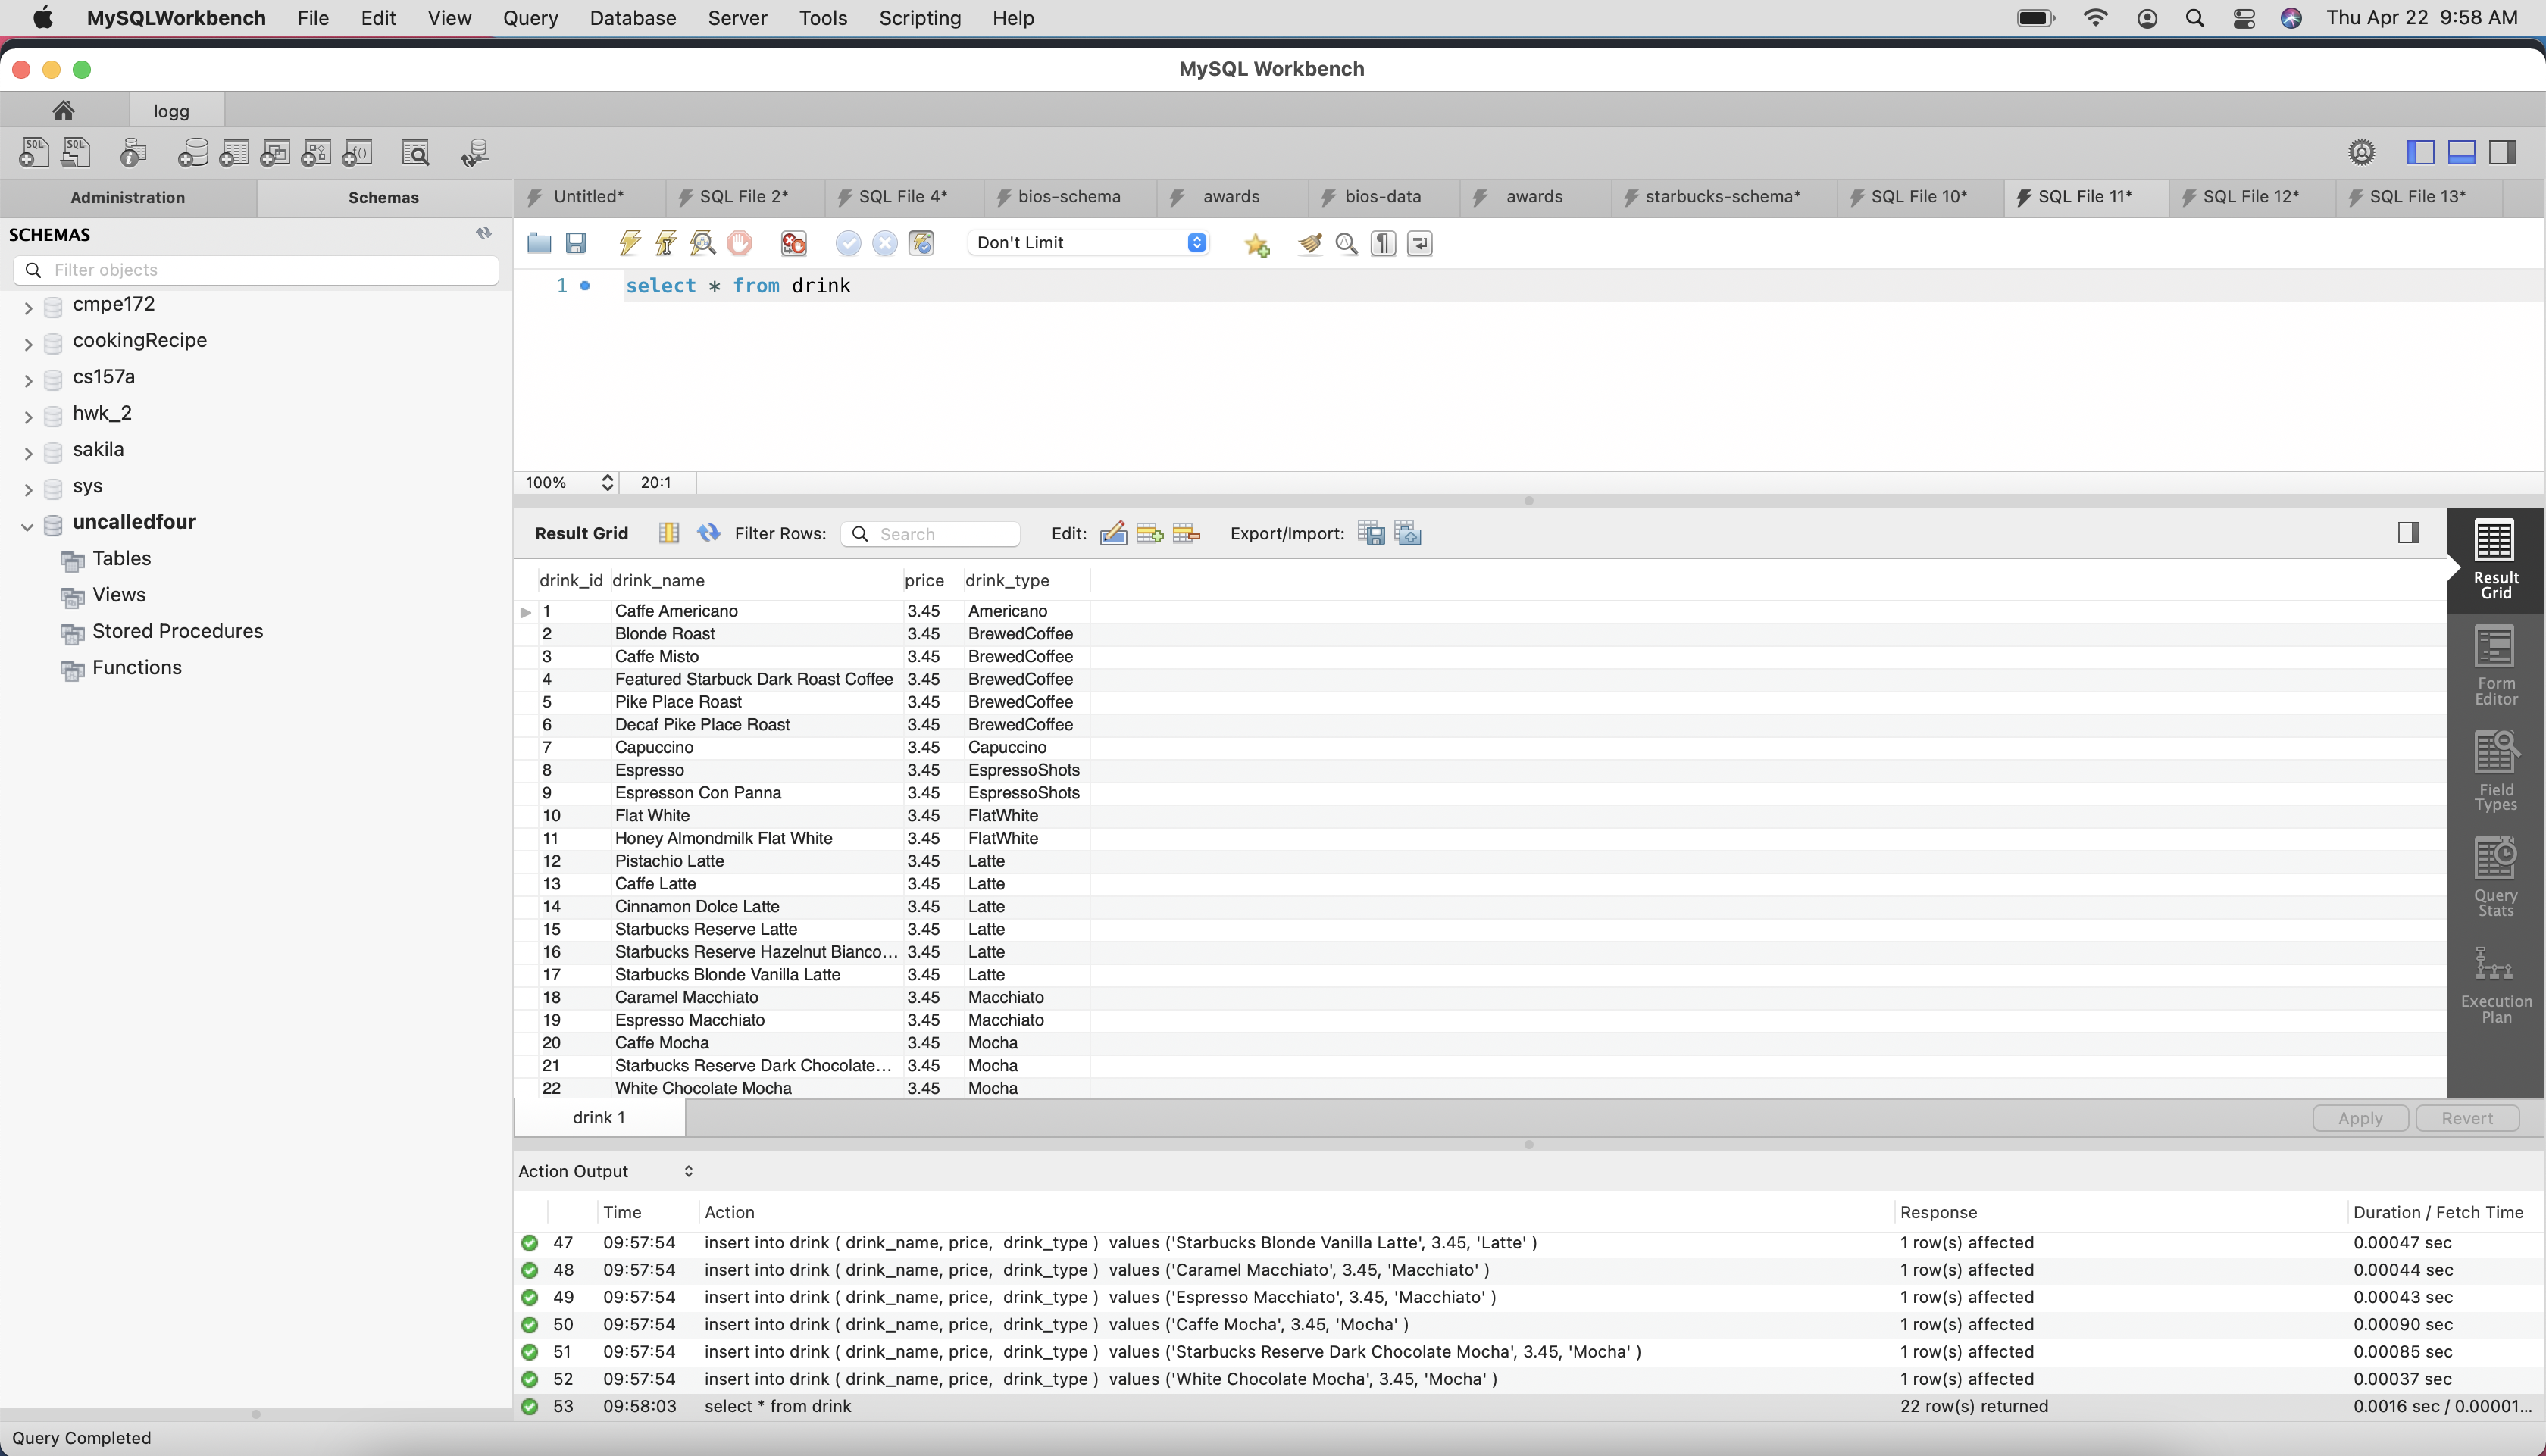 MySQLWorkbench File Edit View Query Database Server Tools Scripting Help Thu Apr 22 9:58 AM
MySQL Workbench
logg
Administration Schemas Untitled* SQL File 2* SQL File 4* bios-schema awards bios-data awards starbucks-schema* SQL File 10* SQL File 11* SQL File 12* SQL File 13*
SCHEMAS
Don't Limit
Filter objects
1 select * from drink
cmpe172
cookingRecipe
cs157a
hwk_2
sakila
sys
uncalledfour
Tables
Views
Stored Procedures
Functions
100% 20:1
Result Grid Filter Rows: Search Edit: Export/Import:
drink_id drink_name price drink_type
1 Caffe Americano 3.45 Americano
2 Blonde Roast 3.45 BrewedCoffee
3 Caffe Misto 3.45 BrewedCoffee
4 Featured Starbuck Dark Roast Coffee 3.45 BrewedCoffee
5 Pike Place Roast 3.45 BrewedCoffee
6 Decaf Pike Place Roast 3.45 BrewedCoffee
7 Capuccino 3.45 Capuccino
8 Espresso 3.45 EspressoShots
9 Espresson Con Panna 3.45 EspressoShots
10 Flat White 3.45 FlatWhite
11 Honey Almondmilk Flat White 3.45 FlatWhite
12 Pistachio Latte 3.45 Latte
13 Caffe Latte 3.45 Latte
14 Cinnamon Dolce Latte 3.45 Latte
15 Starbucks Reserve Latte 3.45 Latte
16 Starbucks Reserve Hazelnut Bianco... 3.45 Latte
17 Starbucks Blonde Vanilla Latte 3.45 Latte
18 Caramel Macchiato 3.45 Macchiato
19 Espresso Macchiato 3.45 Macchiato
20 Caffe Mocha 3.45 Mocha
21 Starbucks Reserve Dark Chocolate... 3.45 Mocha
22 White Chocolate Mocha 3.45 Mocha
Result
Grid
Form
Editor
Field
Types
Query
Stats
Execution
Plan
drink 1 Apply Revert
Action Output
Time Action Response Duration / Fetch Time
47 09:57:54 insert into drink ( drink_name, price, drink_type ) values ('Starbucks Blonde Vanilla Latte', 3.45, 'Latte' ) 1 row(s) affected 0.00047 sec
48 09:57:54 insert into drink ( drink_name, price, drink_type ) values ('Caramel Macchiato', 3.45, 'Macchiato' ) 1 row(s) affected 0.00044 sec
49 09:57:54 insert into drink ( drink_name, price, drink_type ) values ('Espresso Macchiato', 3.45, 'Macchiato' ) 1 row(s) affected 0.00043 sec
50 09:57:54 insert into drink ( drink_name, price, drink_type ) values ('Caffe Mocha', 3.45, 'Mocha' ) 1 row(s) affected 0.00090 sec
51 09:57:54 insert into drink ( drink_name, price, drink_type ) values ('Starbucks Reserve Dark Chocolate Mocha', 3.45, 'Mocha' ) 1 row(s) affected 0.00085 sec
52 09:57:54 insert into drink ( drink_name, price, drink_type ) values ('White Chocolate Mocha', 3.45, 'Mocha' ) 1 row(s) affected 0.00037 sec
53 09:58:03 select * from drink 22 row(s) returned 0.0016 sec / 0.00001...
Query Completed